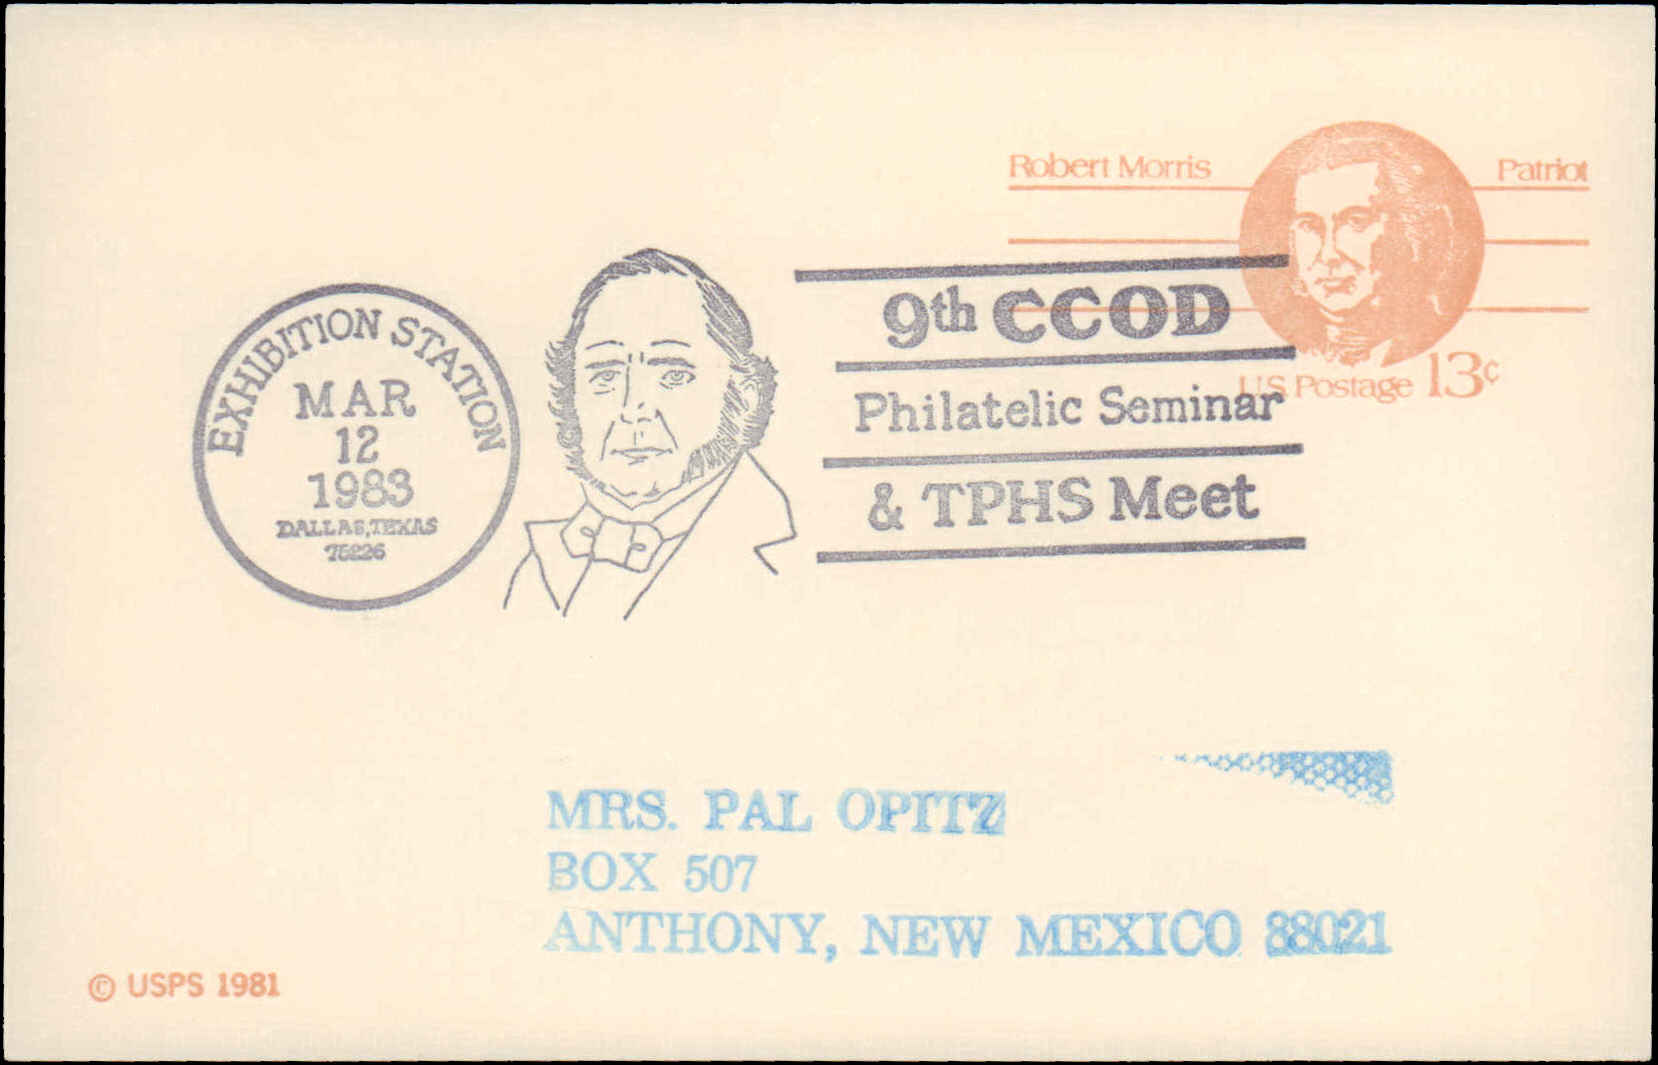 Robert Morris
Patriot
US Postage 13c
EXHIBITION STATION
MAR
12
1983
DALLAS, TEXAS
75226
9th CCOD
Philatelic Seminar
& TPHS Meet
MRS. PAL OPITZ
BOX 507
ANTHONY, NEW MEXICO 88021
© USPS 1981